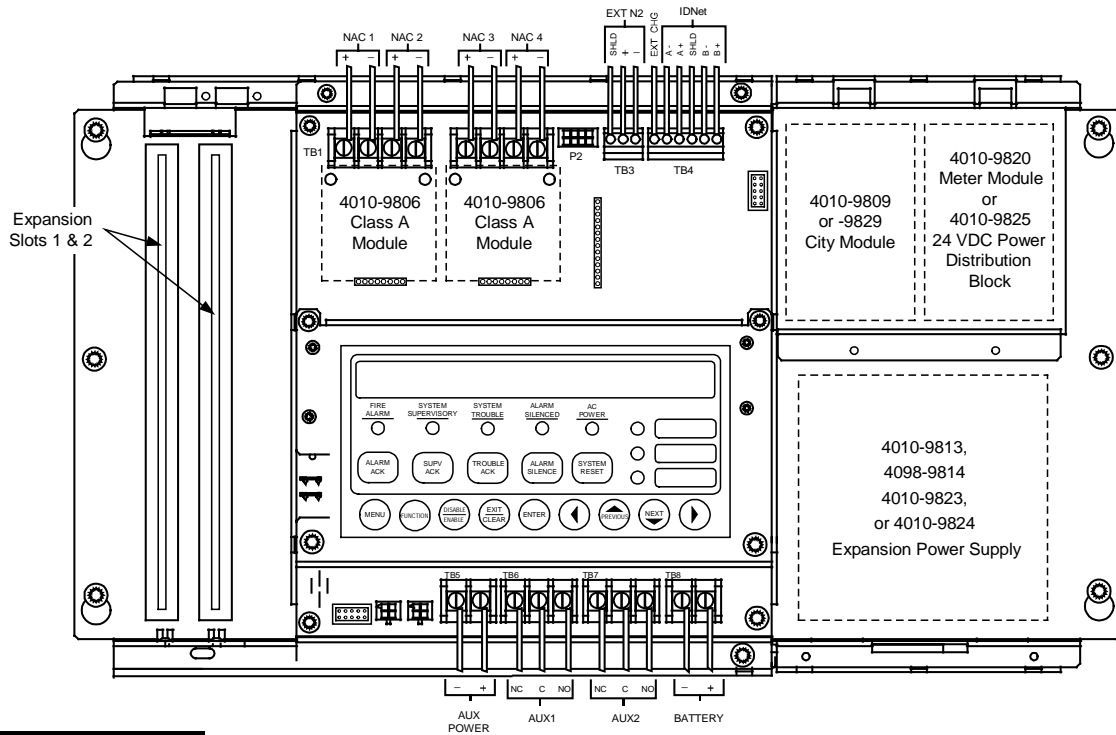 NAC 1 NAC 2 NAC 3 NAC 4
+ − + − + − + −
EXT N2
SHLD
+
−
EXT CHG
IDNet
A -
A +
SHLD
B -
B +
TB1
P2
TB3
TB4
4010-9806
Class A
Module
4010-9806
Class A
Module
4010-9809
or -9829
City Module
4010-9820
Meter Module
or
4010-9825
24 VDC Power
Distribution
Block
Expansion
Slots 1 & 2
FIRE
ALARM
SYSTEM
SUPERVISORY
SYSTEM
TROUBLE
ALARM
SILENCED
AC
POWER
ALARM
ACK
SUPV
ACK
TROUBLE
ACK
ALARM
SILENCE
SYSTEM
RESET
MENU
FUNCTION
DISABLE
ENABLE
EXIT
CLEAR
ENTER
PREVIOUS
NEXT
4010-9813,
4098-9814
4010-9823,
or 4010-9824
Expansion Power Supply
TB5 TB6 TB7 TB8
− + NC C NO NC C NO − +
AUX
POWER
AUX1
AUX2
BATTERY